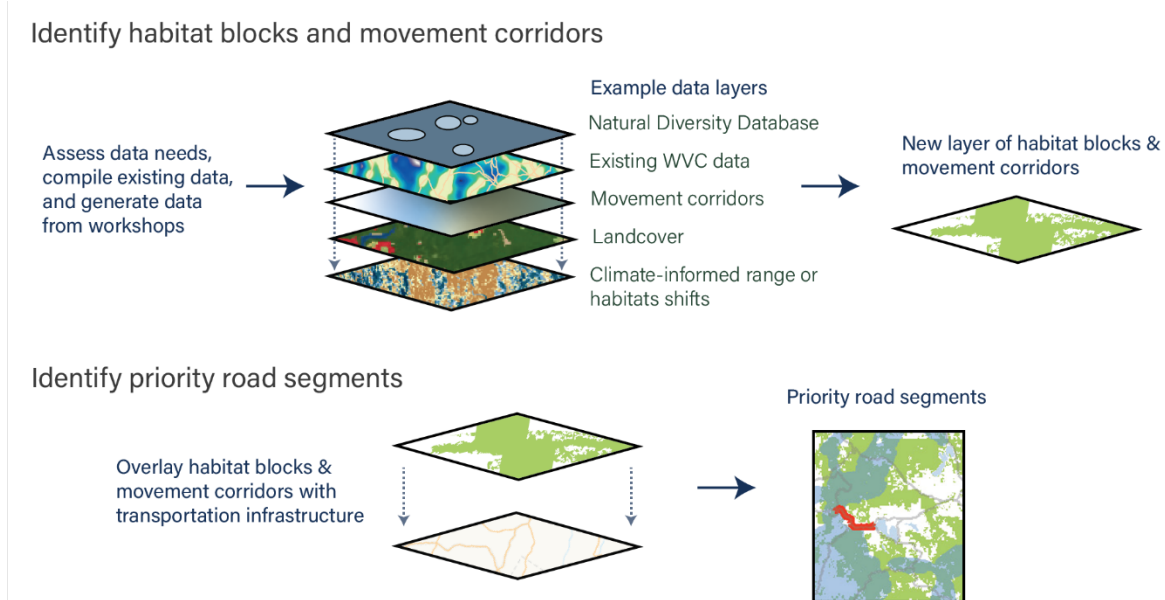 Identify habitat blocks and movement corridors
Assess data needs,
compile existing data,
and generate data
from workshops
Example data layers
Natural Diversity Database
Existing WVC data
Movement corridors
Landcover
Climate-informed range or
habitats shifts
New layer of habitat blocks &
movement corridors
Identify priority road segments
Overlay habitat blocks &
movement corridors with
transportation infrastructure
Priority road segments